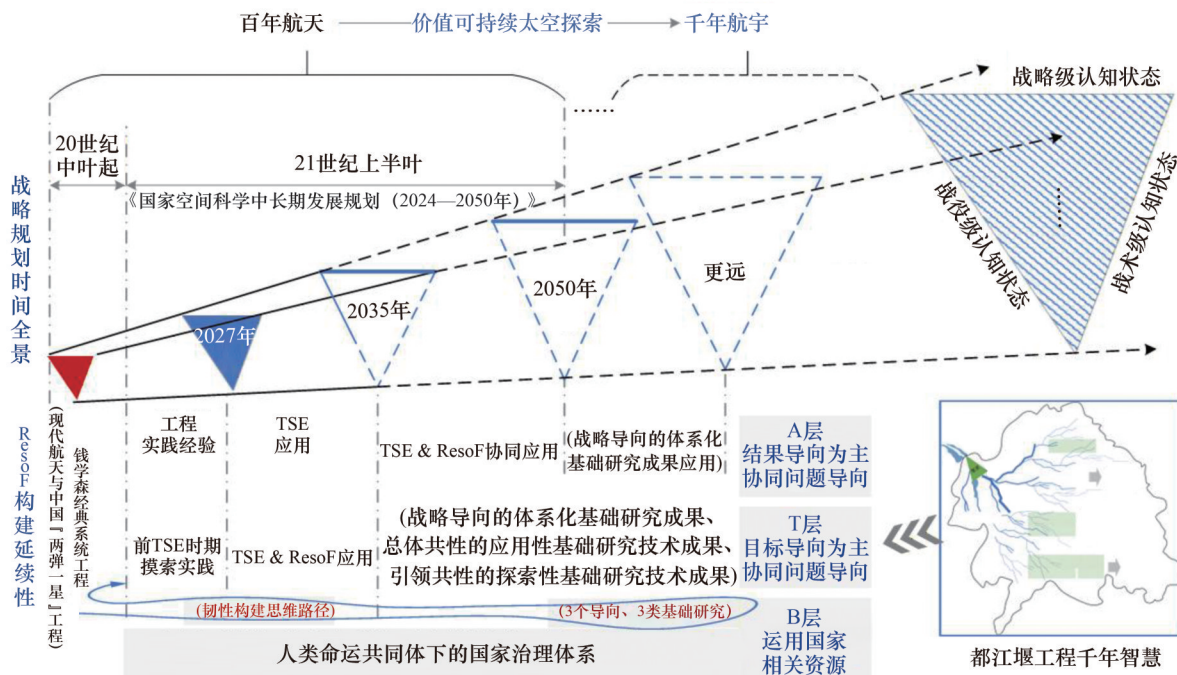 百年航天
价值可持续太空探索
千年航宇
战略级认知状态
战役级认知状态
战术级认知状态
……
……
20世纪
中叶起
21世纪上半叶
《国家空间科学中长期发展规划（2024—2050年）》
战略规划时间全景
2027年
2035年
2050年
更远
ResoF构建延续性
(现代航天与中国『两弹一星』工程)
钱学森经典系统工程
工程
实践经验
TSE
应用
TSE & ResoF协同应用
(战略导向的体系化
基础研究成果应用)
A层
结果导向为主
协同问题导向
前TSE时期
摸索实践
TSE & ResoF应用
(战略导向的体系化基础研究成果、
总体共性的应用性基础研究技术成果、
引领共性的探索性基础研究技术成果)
T层
目标导向为主
协同问题导向
(韧性构建思维路径)
(3个导向、3类基础研究)
人类命运共同体下的国家治理体系
B层
运用国家
相关资源
都江堰工程千年智慧